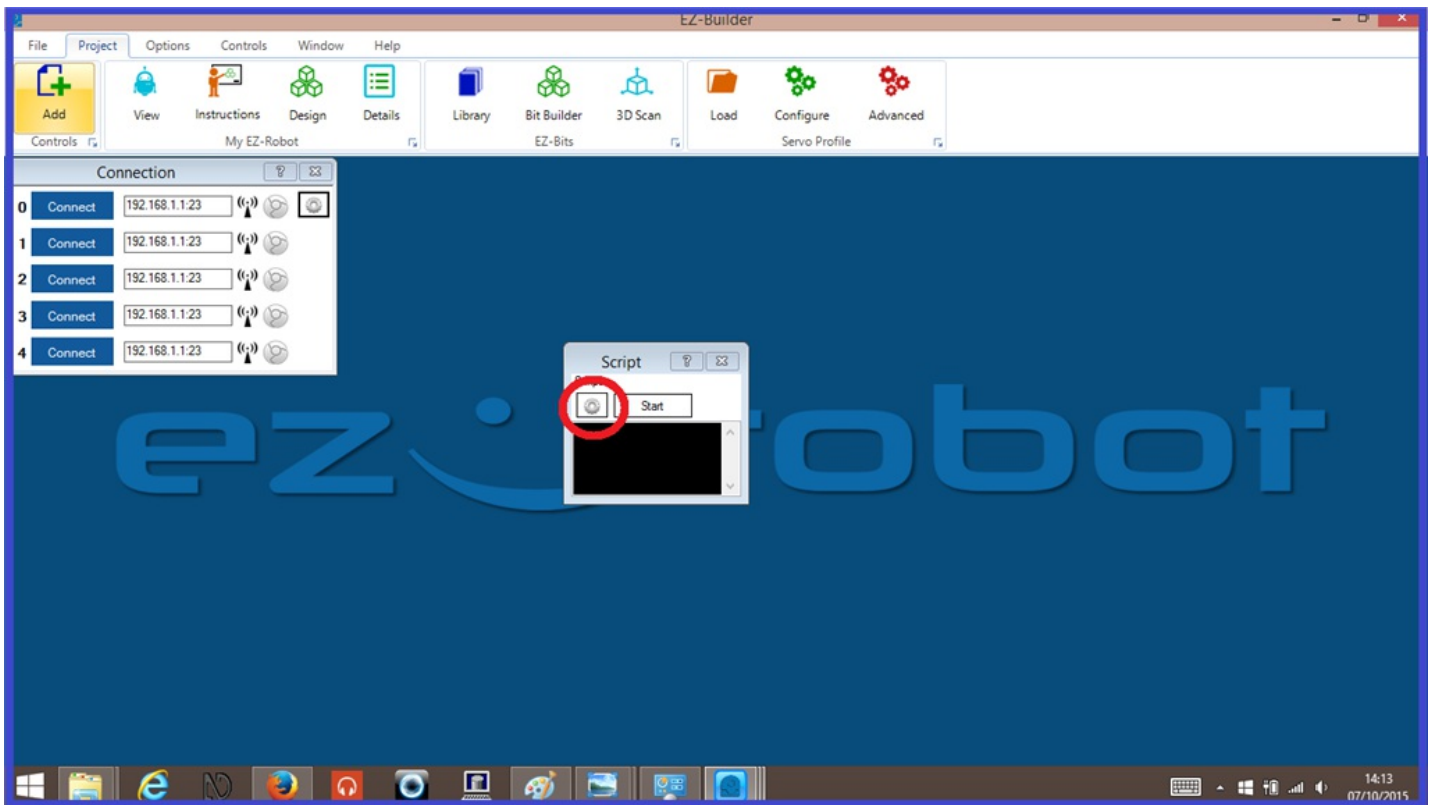 EZ-Builder
File Project Options Controls Window Help
Add View Instructions Design Details Library Bit Builder 3D Scan Load Configure Advanced
Controls My EZ-Robot EZ-Bits Servo Profile
Connection
0 Connect 192.168.1.1:23
1 Connect 192.168.1.1:23
2 Connect 192.168.1.1:23
3 Connect 192.168.1.1:23
4 Connect 192.168.1.1:23
Script
Start
ez robot
14:13
07/10/2015